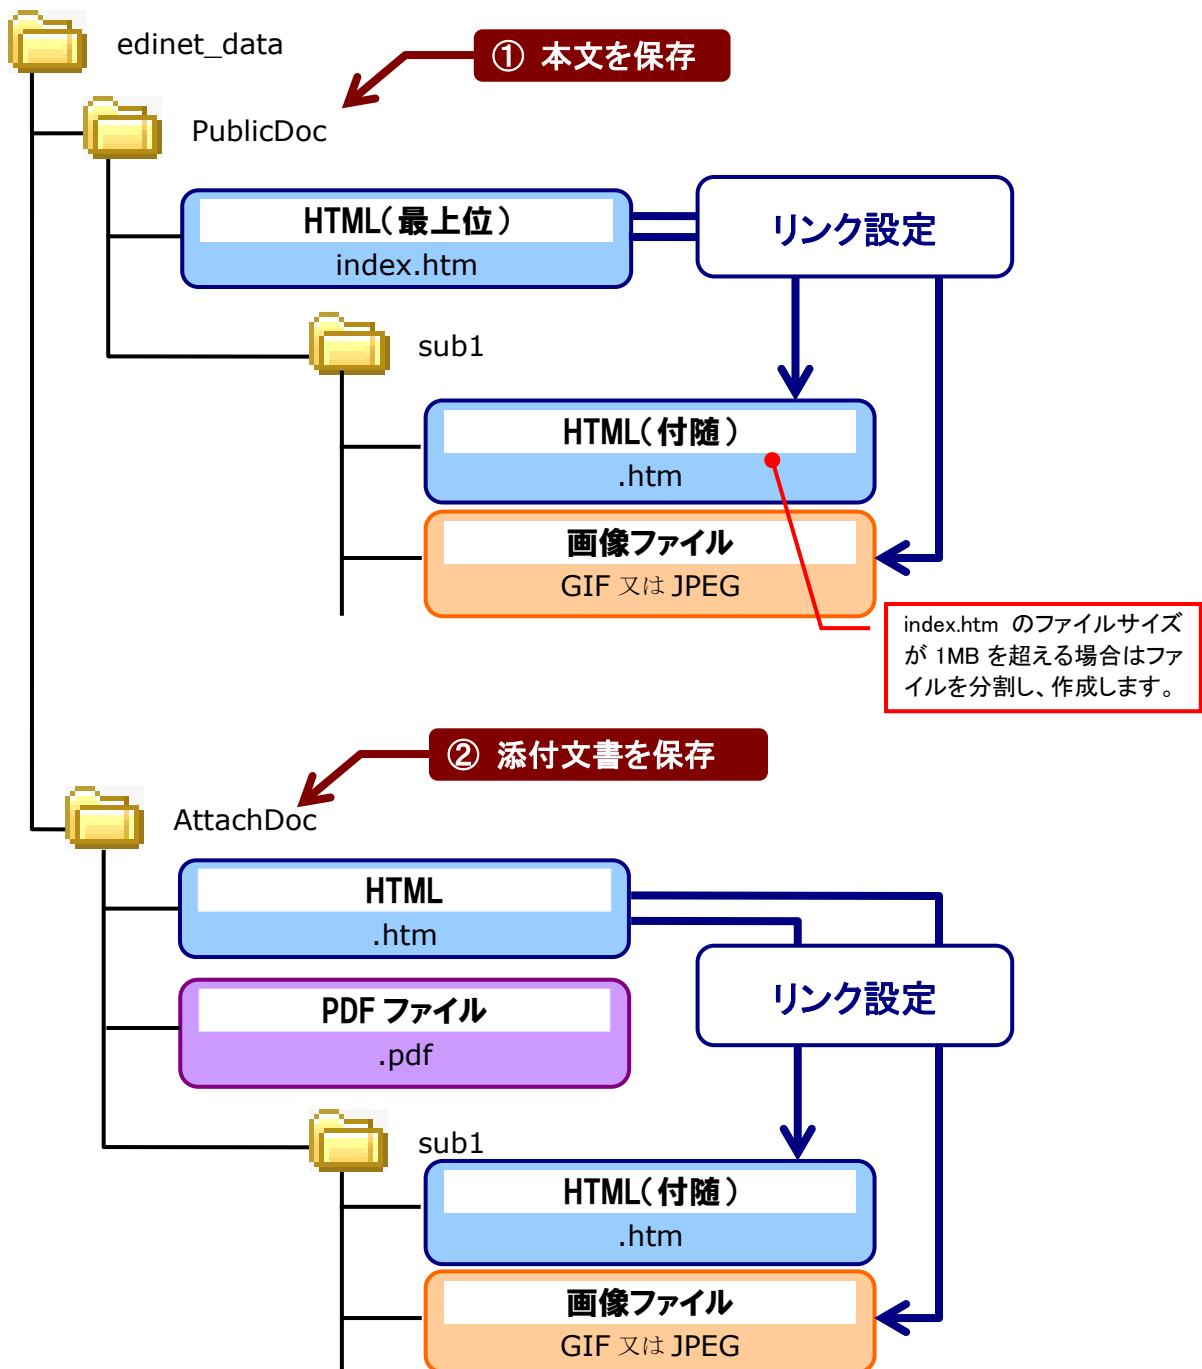 edinet_data
① 本文を保存
PublicDoc
HTML(最上位)
index.htm
リンク設定
sub1
HTML(付随)
.htm
画像ファイル
GIF 又は JPEG
index.htm のファイルサイズ
が 1MB を超える場合はファ
イルを分割し、作成します。
② 添付文書を保存
AttachDoc
HTML
.htm
リンク設定
PDF ファイル
.pdf
sub1
HTML(付随)
.htm
画像ファイル
GIF 又は JPEG